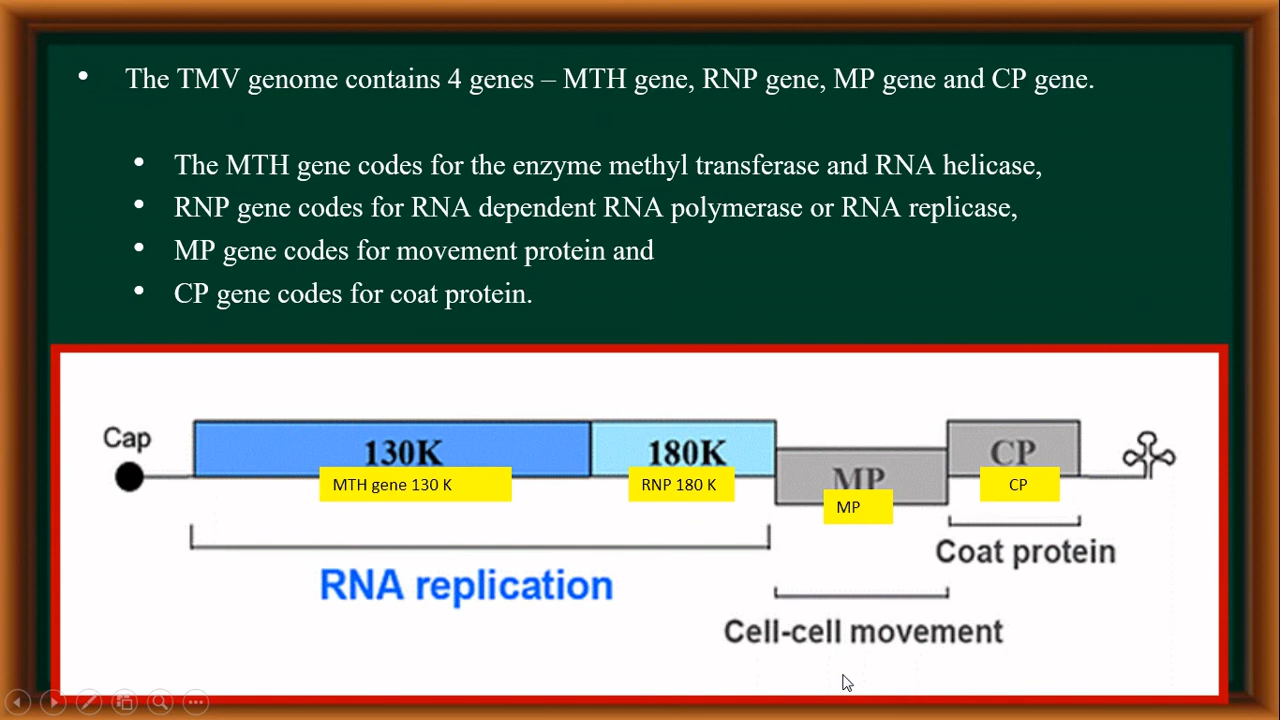 • The TMV genome contains 4 genes – MTH gene, RNP gene, MP gene and CP gene.
• The MTH gene codes for the enzyme methyl transferase and RNA helicase,
• RNP gene codes for RNA dependent RNA polymerase or RNA replicase,
• MP gene codes for movement protein and
• CP gene codes for coat protein.
Cap
130K
180K
MP
CP
MTH gene 130 K
RNP 180 K
MP
CP
RNA replication
Coat protein
Cell-cell movement